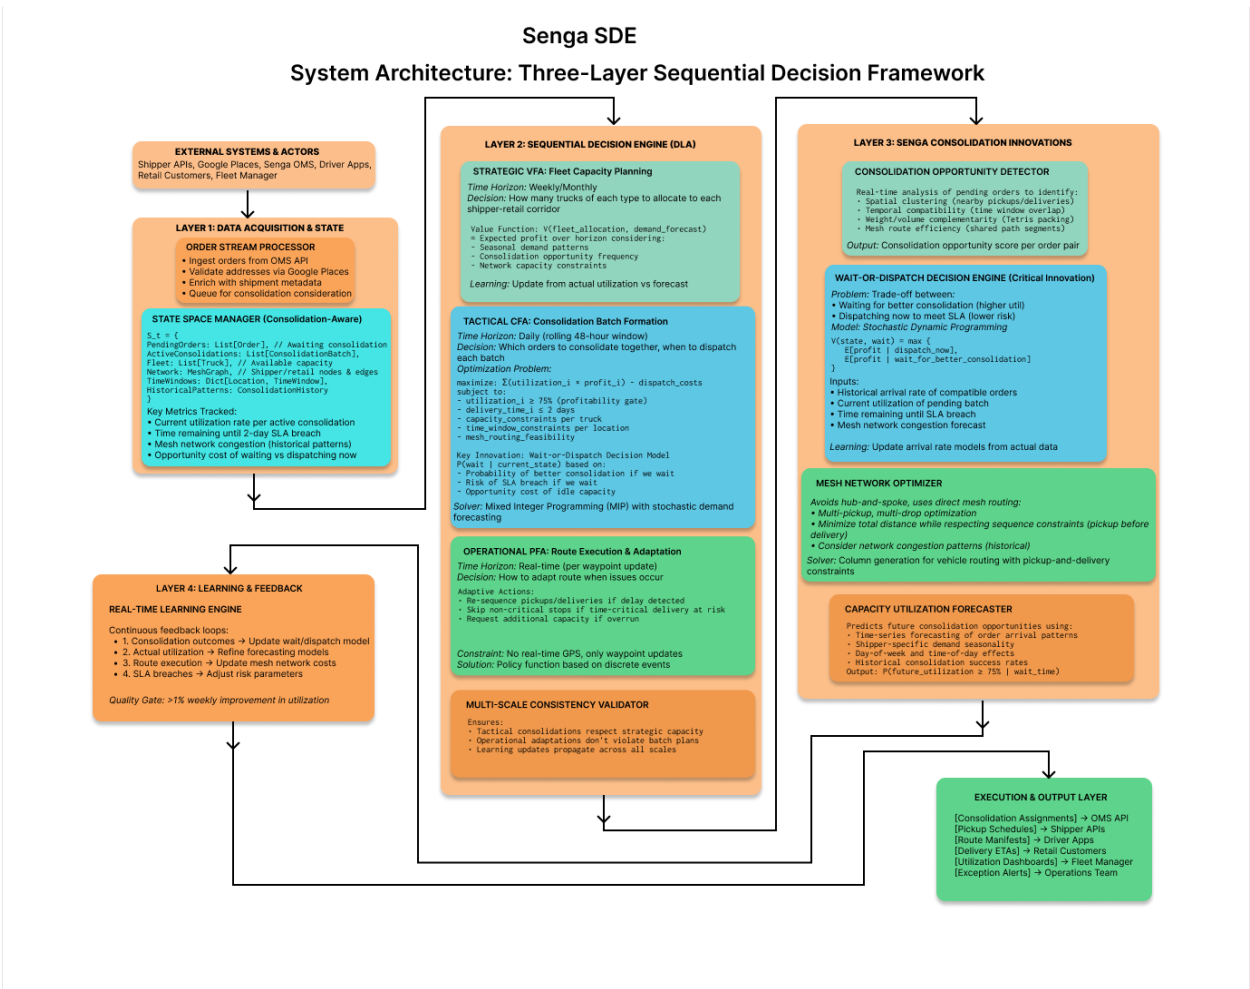 Senga SDE
System Architecture: Three-Layer Sequential Decision Framework
EXTERNAL SYSTEMS & ACTORS
Shipper APIs, Google Places, Senga OMS, Driver Apps,
Retail Customers, Fleet Manager
LAYER 1: DATA ACQUISITION & STATE
ORDER STREAM PROCESSOR
• Ingest orders from OMS API
• Validate addresses via Google Places
• Enrich with shipment metadata
• Queue for consolidation consideration
STATE SPACE MANAGER (Consolidation-Aware)
S_t = {
PendingOrders: List[Order], // Awaiting consolidation
ActiveConsolidations: List[ConsolidationBatch],
Fleet: List[Truck], // Available capacity
Network: MeshGraph, // Shipper/retail nodes & edges
TimeWindows: Dict[Location, TimeWindow],
HistoricalPatterns: ConsolidationHistory
}
Key Metrics Tracked:
• Current utilization rate per active consolidation
• Time remaining until 2-day SLA breach
• Mesh network congestion (historical patterns)
• Opportunity cost of waiting vs dispatching now
LAYER 2: SEQUENTIAL DECISION ENGINE (DLA)
STRATEGIC VFA: Fleet Capacity Planning
Time Horizon: Weekly/Monthly
Decision: How many trucks of each type to allocate to each
shipper-retail corridor
Value Function: V(fleet_allocation, demand_forecast)
= Expected profit over horizon considering:
- Seasonal demand patterns
- Consolidation opportunity frequency
- Network capacity constraints
Learning: Update from actual utilization vs forecast
TACTICAL CFA: Consolidation Batch Formation
Time Horizon: Daily (rolling 48-hour window)
Decision: Which orders to consolidate together, when to dispatch
each batch
Optimization Problem:
maximize: Σ(utilization_i × profit_i) - dispatch_costs
subject to:
- utilization_i ≥ 75% (profitability gate)
- delivery_time_i ≤ 2 days
- capacity_constraints per truck
- time_window_constraints per location
- mesh_routing_feasibility
Key Innovation: Wait-or-Dispatch Decision Model
P(wait | current_state) based on:
- Probability of better consolidation if we wait
- Risk of SLA breach if we wait
- Opportunity cost of idle capacity
Solver: Mixed Integer Programming (MIP) with stochastic demand
forecasting
OPERATIONAL PFA: Route Execution & Adaptation
Time Horizon: Real-time (per waypoint update)
Decision: How to adapt route when issues occur
Adaptive Actions:
- Re-sequence pickups/deliveries if delay detected
- Skip non-critical stops if time-critical delivery at risk
- Request additional capacity if overrun
Constraint: No real-time GPS, only waypoint updates
Solution: Policy function based on discrete events
MULTI-SCALE CONSISTENCY VALIDATOR
Ensures:
- Tactical consolidations respect strategic capacity
- Operational adaptations don't violate batch plans
- Learning updates propagate across all scales
LAYER 3: SENGA CONSOLIDATION INNOVATIONS
CONSOLIDATION OPPORTUNITY DETECTOR
Real-time analysis of pending orders to identify:
- Spatial clustering (nearby pickups/deliveries)
- Temporal compatibility (time window overlap)
- Weight/volume complementarity (Tetris packing)
- Mesh route efficiency (shared path segments)
Output: Consolidation opportunity score per order pair
WAIT-OR-DISPATCH DECISION ENGINE (Critical Innovation)
Problem: Trade-off between:
• Waiting for better consolidation (higher util)
• Dispatching now to meet SLA (lower risk)
Model: Stochastic Dynamic Programming
V(state, wait) = max {
E[profit | dispatch_now],
E[profit | wait_for_better_consolidation]
}
Inputs:
• Historical arrival rate of compatible orders
• Current utilization of pending batch
• Time remaining until SLA breach
• Mesh network congestion forecast
Learning: Update arrival rate models from actual data
MESH NETWORK OPTIMIZER
Avoids hub-and-spoke, uses direct mesh routing:
• Multi-pickup, multi-drop optimization
• Minimize total distance while respecting sequence constraints (pickup before
delivery)
• Consider network congestion patterns (historical)
Solver: Column generation for vehicle routing with pickup-and-delivery
constraints
CAPACITY UTILIZATION FORECASTER
Predicts future consolidation opportunities using:
- Time-series forecasting of order arrival patterns
- Shipper-specific demand seasonality
- Day-of-week and time-of-day effects
- Historical consolidation success rates
Output: P(future_utilization ≥ 75% | wait_time)
LAYER 4: LEARNING & FEEDBACK
REAL-TIME LEARNING ENGINE
Continuous feedback loops:
• 1. Consolidation outcomes → Update wait/dispatch model
• 2. Actual utilization → Refine forecasting models
• 3. Route execution → Update mesh network costs
• 4. SLA breaches → Adjust risk parameters
Quality Gate: >1% weekly improvement in utilization
EXECUTION & OUTPUT LAYER
[Consolidation Assignments] → OMS API
[Pickup Schedules] → Shipper APIs
[Route Manifests] → Driver Apps
[Delivery ETAs] → Retail Customers
[Utilization Dashboards] → Fleet Manager
[Exception Alerts] → Operations Team